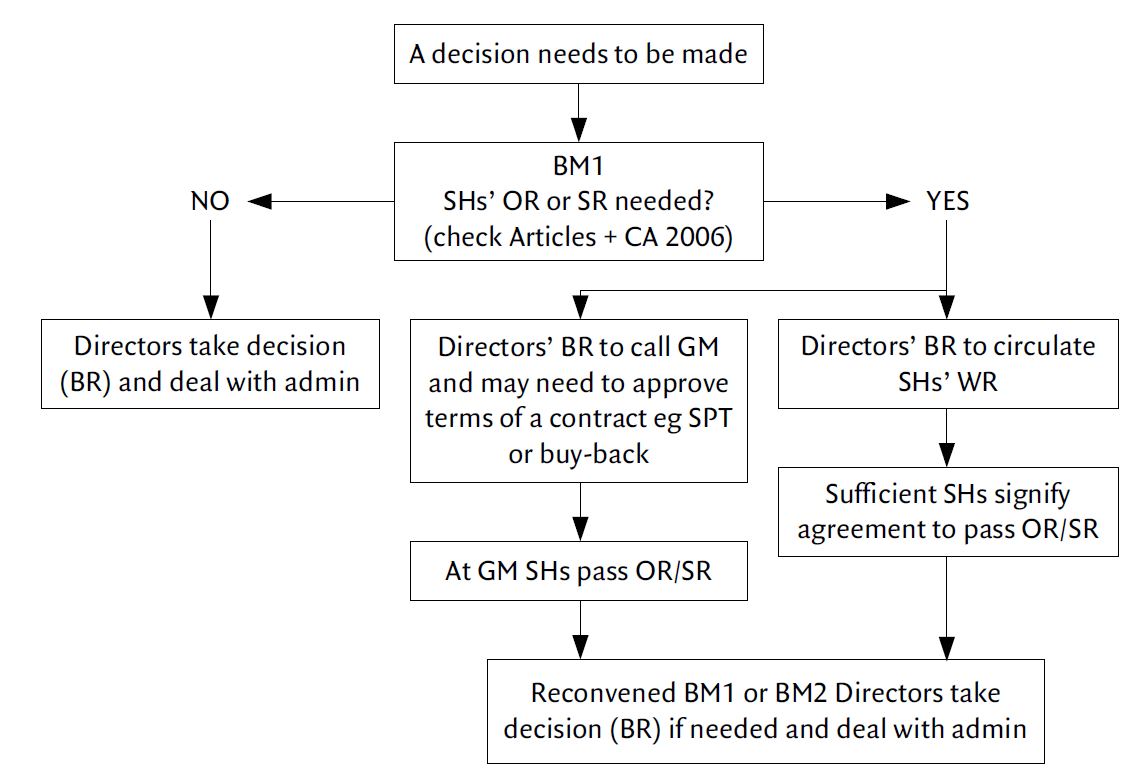 A decision needs to be made
BM1
SHs’ OR or SR needed?
(check Articles + CA 2006)
NO
YES
Directors take decision
(BR) and deal with admin
Directors’ BR to call GM
and may need to approve
terms of a contract eg SPT
or buy-back
Directors’ BR to circulate
SHs’ WR
Sufficient SHs signify
agreement to pass OR/SR
At GM SHs pass OR/SR
Reconvened BM1 or BM2 Directors take
decision (BR) if needed and deal with admin